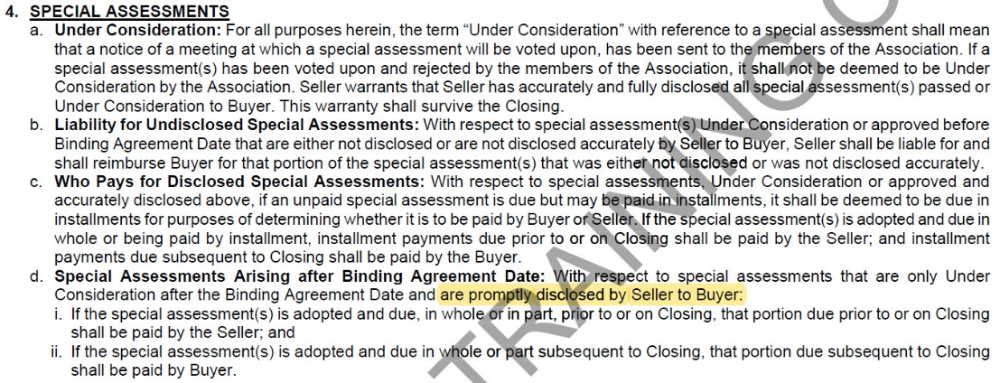 4. SPECIAL ASSESSMENTS
a. Under Consideration: For all purposes herein, the term “Under Consideration” with reference to a special assessment shall mean
that a notice of a meeting at which a special assessment will be voted upon, has been sent to the members of the Association. If a
special assessment(s) has been voted upon and rejected by the members of the Association, it shall not be deemed to be Under
Consideration by the Association. Seller warrants that Seller has accurately and fully disclosed all special assessment(s) passed or
Under Consideration to Buyer. This warranty shall survive the Closing.
b. Liability for Undisclosed Special Assessments: With respect to special assessment(s) Under Consideration or approved before
Binding Agreement Date that are either not disclosed or are not disclosed accurately by Seller to Buyer, Seller shall be liable for and
shall reimburse Buyer for that portion of the special assessment(s) that was either not disclosed or was not disclosed accurately.
c. Who Pays for Disclosed Special Assessments: With respect to special assessments, Under Consideration or approved and
accurately disclosed above, if an unpaid special assessment is due but may be paid in installments, it shall be deemed to be due in
installments for purposes of determining whether it is to be paid by Buyer or Seller. If the special assessment(s) is adopted and due in
whole or being paid by installment, installment payments due prior to or on Closing shall be paid by the Seller; and installment
payments due subsequent to Closing shall be paid by the Buyer.
d. Special Assessments Arising after Binding Agreement Date: With respect to special assessments that are only Under
Consideration after the Binding Agreement Date and are promptly disclosed by Seller to Buyer:
i. If the special assessment(s) is adopted and due, in whole or in part, prior to or on Closing, that portion due prior to or on Closing
shall be paid by the Seller; and
ii. If the special assessment(s) is adopted and due in whole or part subsequent to Closing, that portion due subsequent to Closing
shall be paid by Buyer.
TRAINING